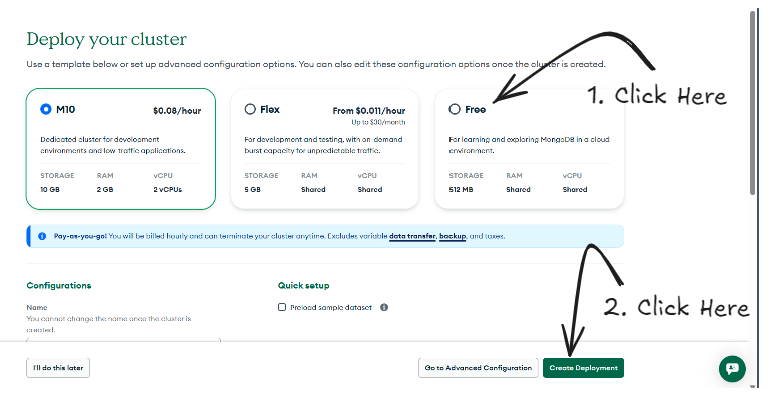 Deploy your cluster
Use a template below or set up advanced configuration options. You can also edit these configuration options once the cluster is created.
1. Click Here
M10
$0.08/hour
Dedicated cluster for development
environments and low-traffic applications.
STORAGE RAM vCPU
10 GB 2 GB 2 vCPUs
Flex
From $0.011/hour
Up to $30/month
For development and testing, with on-demand
burst capacity for unpredictable traffic.
STORAGE RAM vCPU
5 GB Shared Shared
Free
For learning and exploring MongoDB in a cloud
environment.
STORAGE RAM vCPU
512 MB Shared Shared
Pay-as-you-go! You will be billed hourly and can terminate your cluster anytime. Excludes variable data transfer, backup, and taxes.
Configurations
Name
You cannot change the name once the cluster is
created.
Quick setup
Preload sample dataset
2. Click Here
I'll do this later
Go to Advanced Configuration
Create Deployment